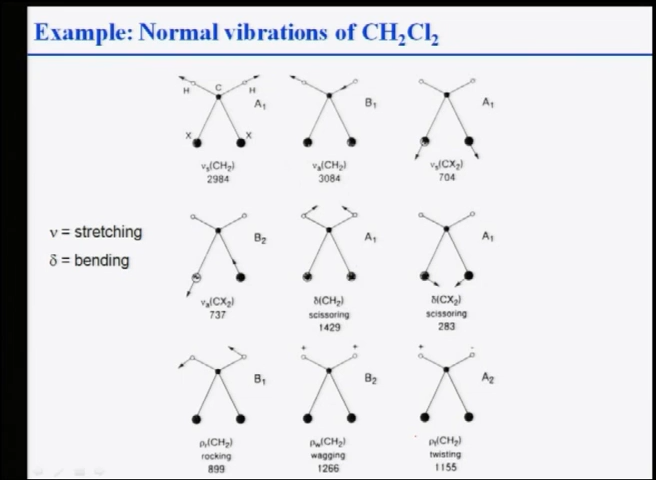 Example: Normal vibrations of CH₂Cl₂
H C H A₁
X X
νₛ(CH₂)
2984
B₁
νₐ(CH₂)
3084
A₁
νₛ(CX₂)
704
ν = stretching
δ = bending
B₂
νₐ(CX₂)
737
A₁
δ(CH₂)
scissoring
1429
A₁
δ(CX₂)
scissoring
283
B₁
ρᵣ(CH₂)
rocking
899
+ +
B₂
ρw(CH₂)
wagging
1266
+ -
A₂
ρₜ(CH₂)
twisting
1155